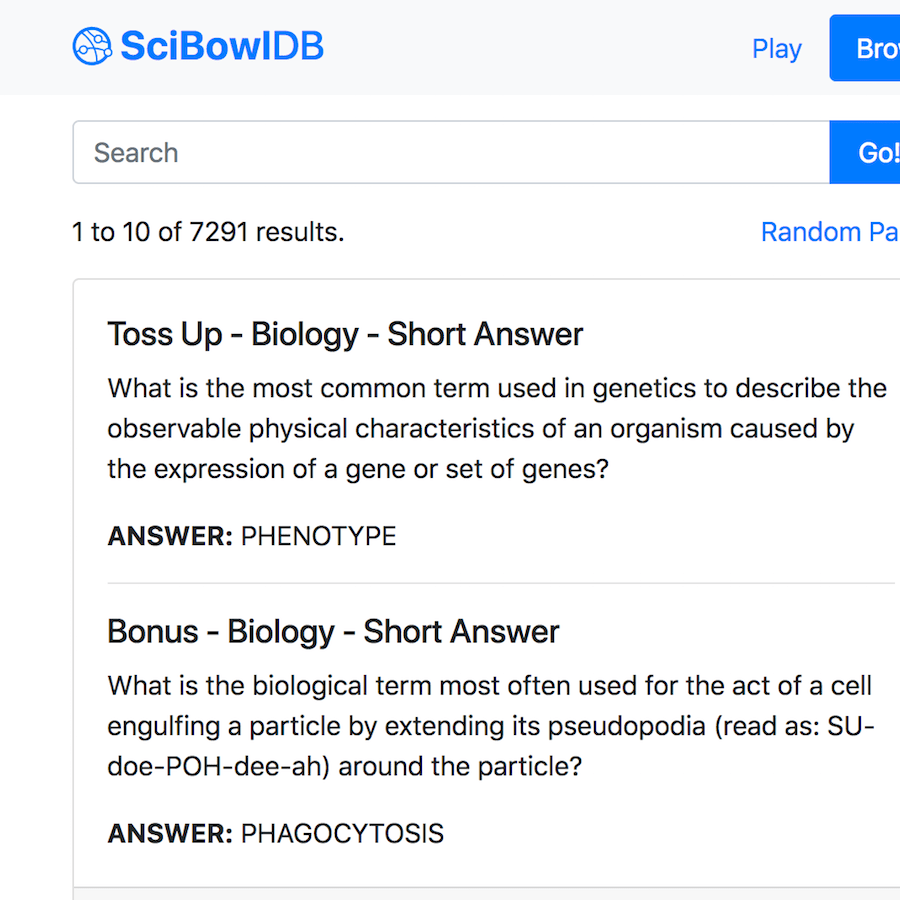 SciBowlDB
Play
Search
Go!
1 to 10 of 7291 results.
Random
Toss Up - Biology - Short Answer
What is the most common term used in genetics to describe the
observable physical characteristics of an organism caused by
the expression of a gene or set of genes?
ANSWER: PHENOTYPE
Bonus - Biology - Short Answer
What is the biological term most often used for the act of a cell
engulfing a particle by extending its pseudopodia (read as: SU-
doe-POH-dee-ah) around the particle?
ANSWER: PHAGOCYTOSIS